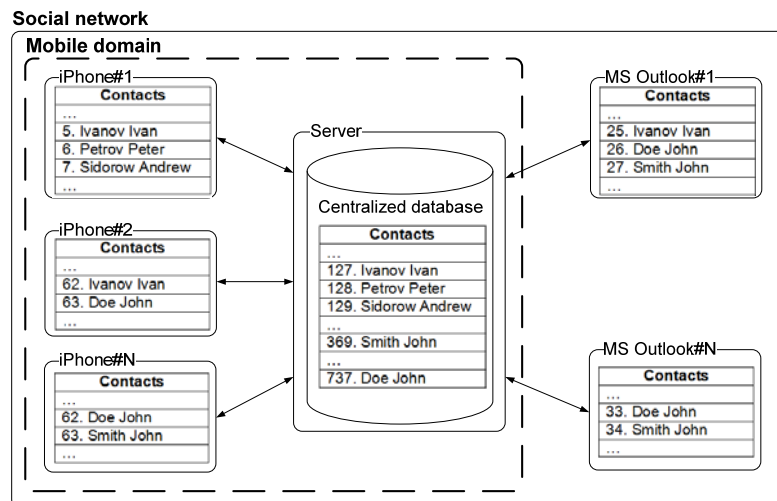 Social network
Mobile domain
iPhone#1
Contacts
...
5. Ivanov Ivan
6. Petrov Peter
7. Sidorow Andrew
...
iPhone#2
Contacts
...
62. Ivanov Ivan
63. Doe John
...
iPhone#N
Contacts
...
62. Doe John
63. Smith John
...
Server
Centralized database
Contacts
...
127. Ivanov Ivan
128. Petrov Peter
129. Sidorow Andrew
...
369. Smith John
...
737. Doe John
MS Outlook#1
Contacts
...
25. Ivanov Ivan
26. Doe John
27. Smith John
...
MS Outlook#N
Contacts
...
33. Doe John
34. Smith John
...